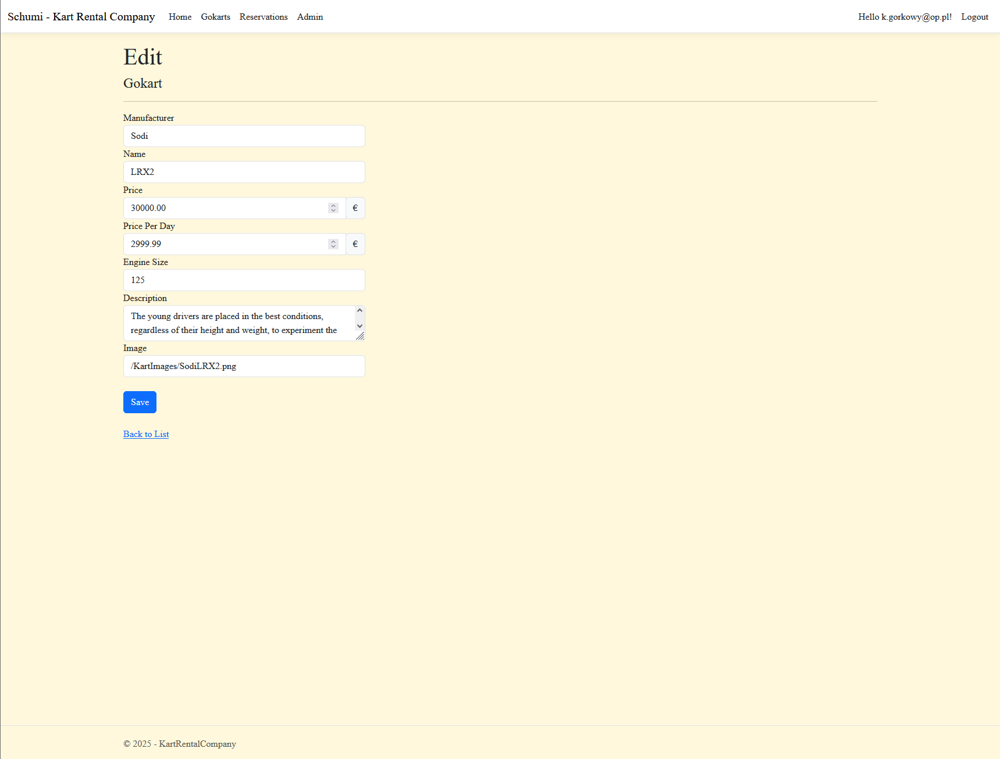 Schumi - Kart Rental Company Home Gokarts Reservations Admin Hello k.gorkowy@op.pl! Logout
Edit
Gokart
Manufacturer
Sodi
Name
LRX2
Price
30000.00 €
Price Per Day
2999.99 €
Engine Size
125
Description
The young drivers are placed in the best conditions,
regardless of their height and weight, to experiment the
Image
/KartImages/SodiLRX2.png
Save
Back to List
© 2025 - KartRentalCompany